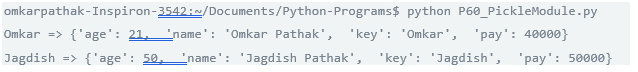 omkarpathak-Inspiron-3542:~/Documents/Python-Programs$ python P60_PickleModule.py
Omkar => {'age': 21,  'name': 'Omkar Pathak',  'key': 'Omkar',  'pay': 40000}
Jagdish => {'age': 50,  'name': 'Jagdish Pathak',  'key': 'Jagdish',  'pay': 50000}